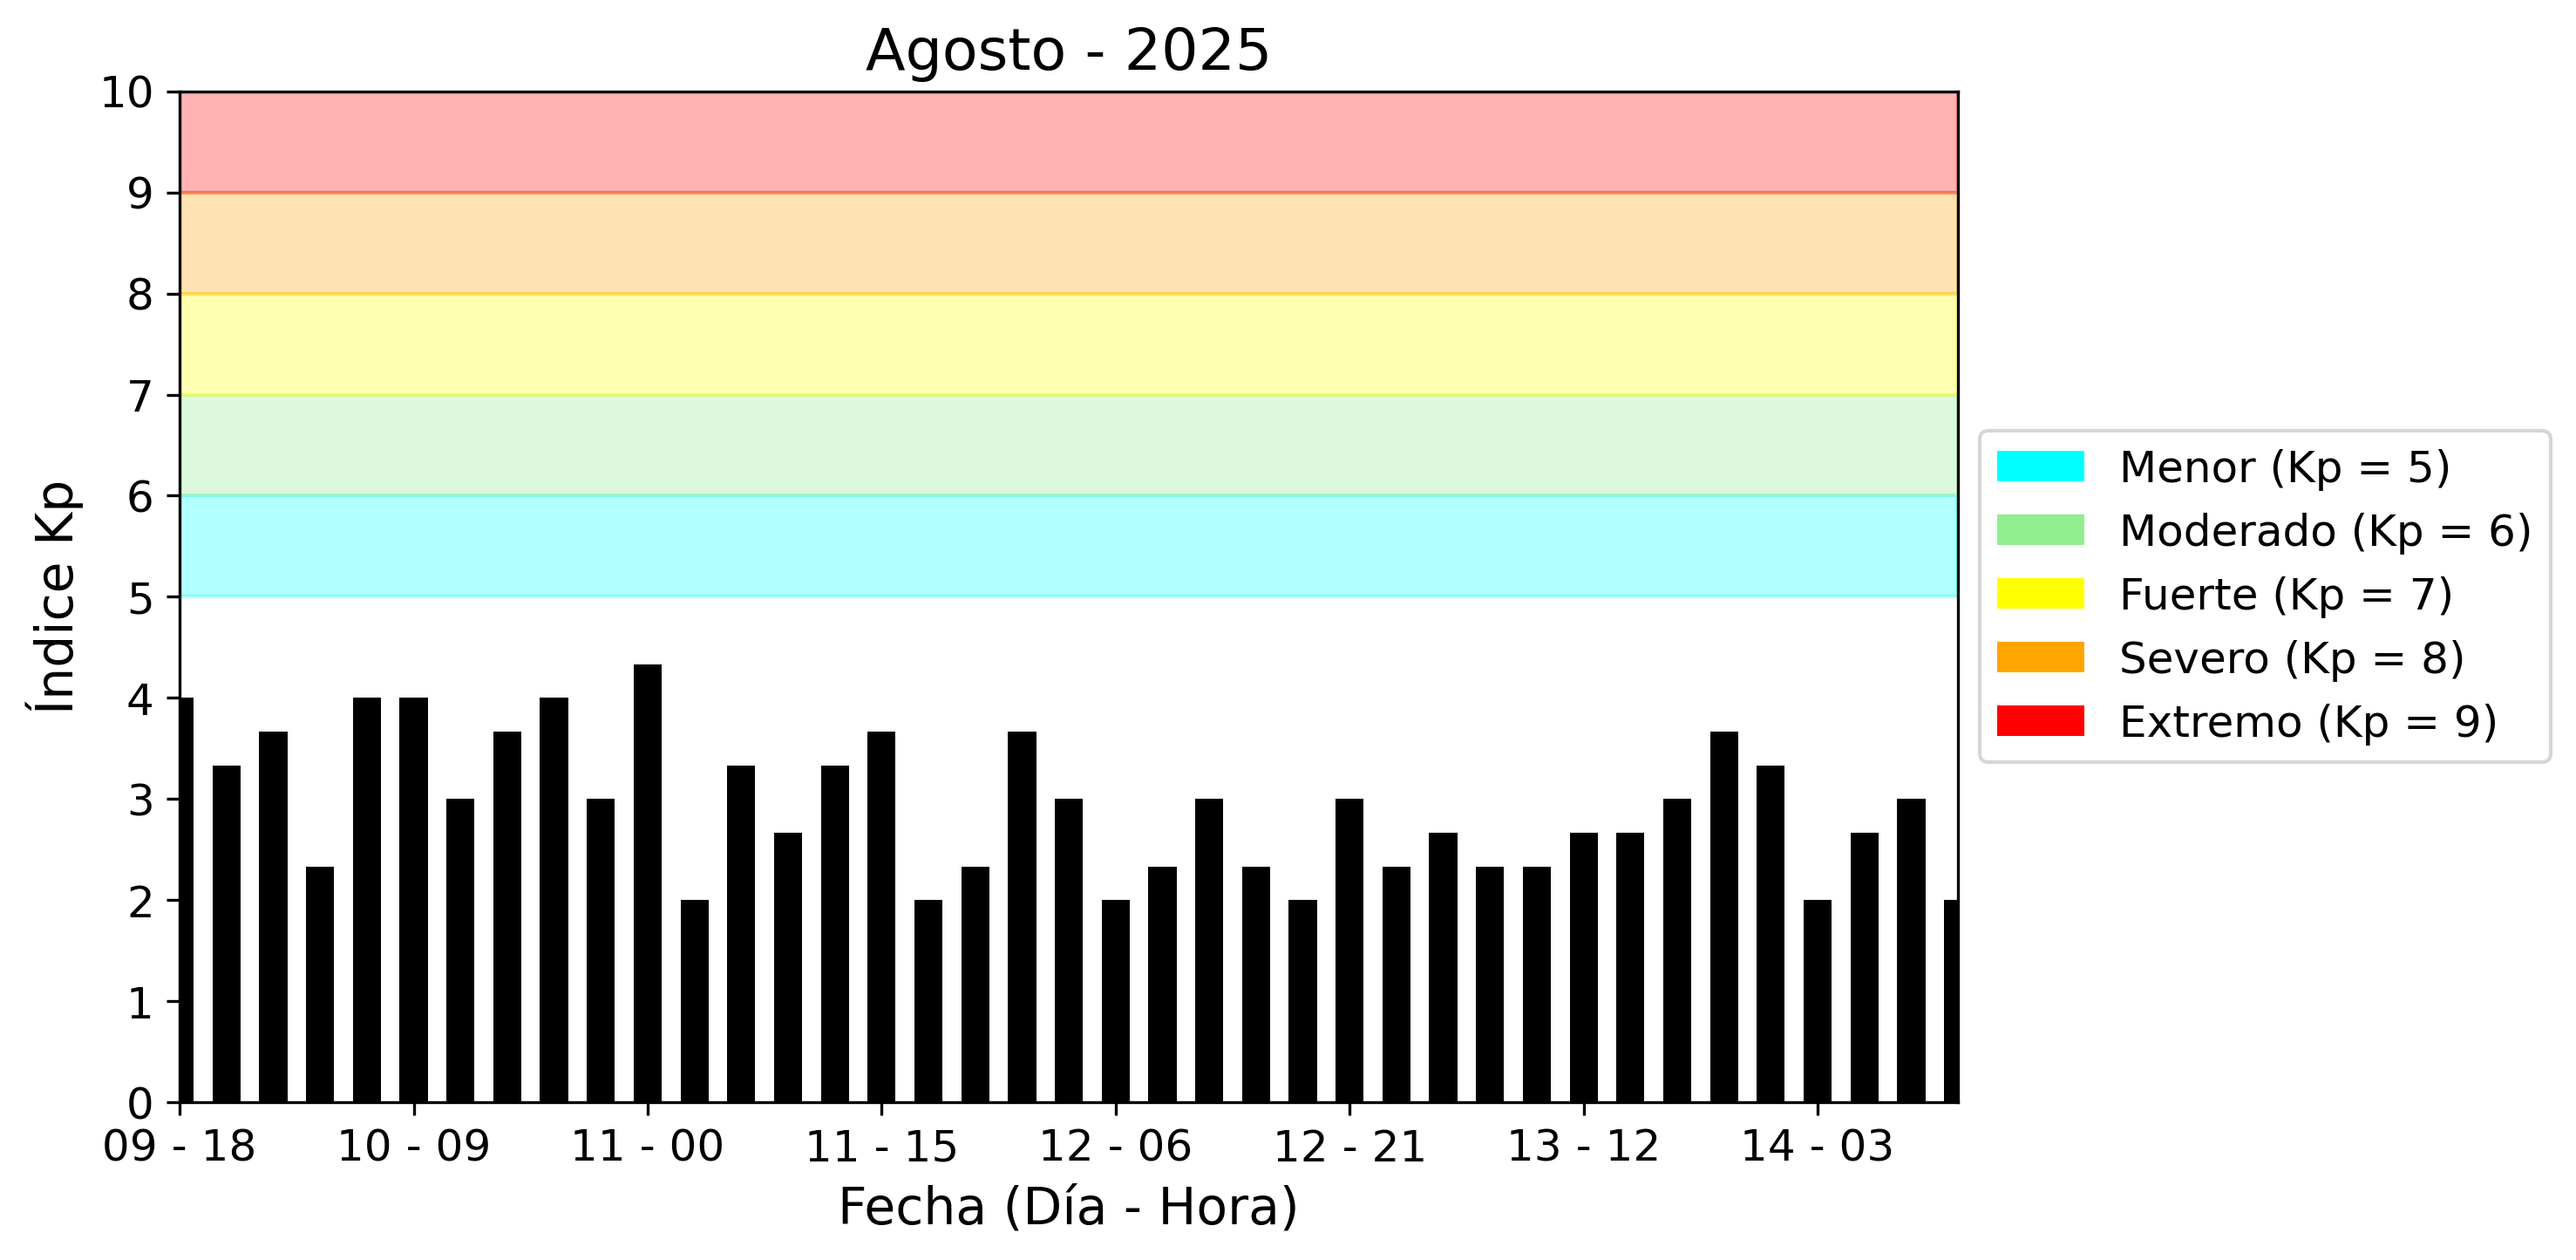 Agosto - 2025
10
9
8
7
6
5
4
3
2
1
0
Índice Kp
09 - 18
10 - 09
11 - 00
11 - 15
12 - 06
12 - 21
13 - 12
14 - 03
Fecha (Día - Hora)
Menor (Kp = 5)
Moderado (Kp = 6)
Fuerte (Kp = 7)
Severo (Kp = 8)
Extremo (Kp = 9)